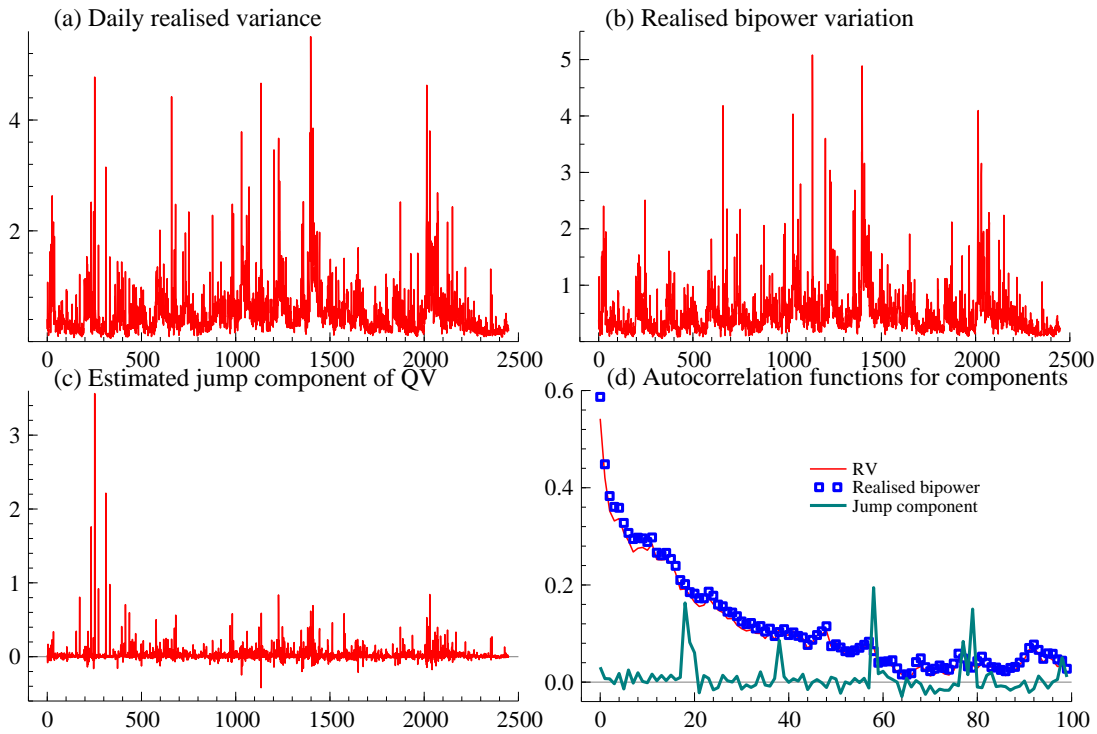 (a) Daily realised variance
4
2
0 500 1000 1500 2000 2500
(b) Realised bipower variation
5
4
3
2
1
0 500 1000 1500 2000 2500
(c) Estimated jump component of QV
3
2
1
0
0 500 1000 1500 2000 2500
(d) Autocorrelation functions for components
0.6
0.4
0.2
0.0
RV
Realised bipower
Jump component
0 20 40 60 80 100